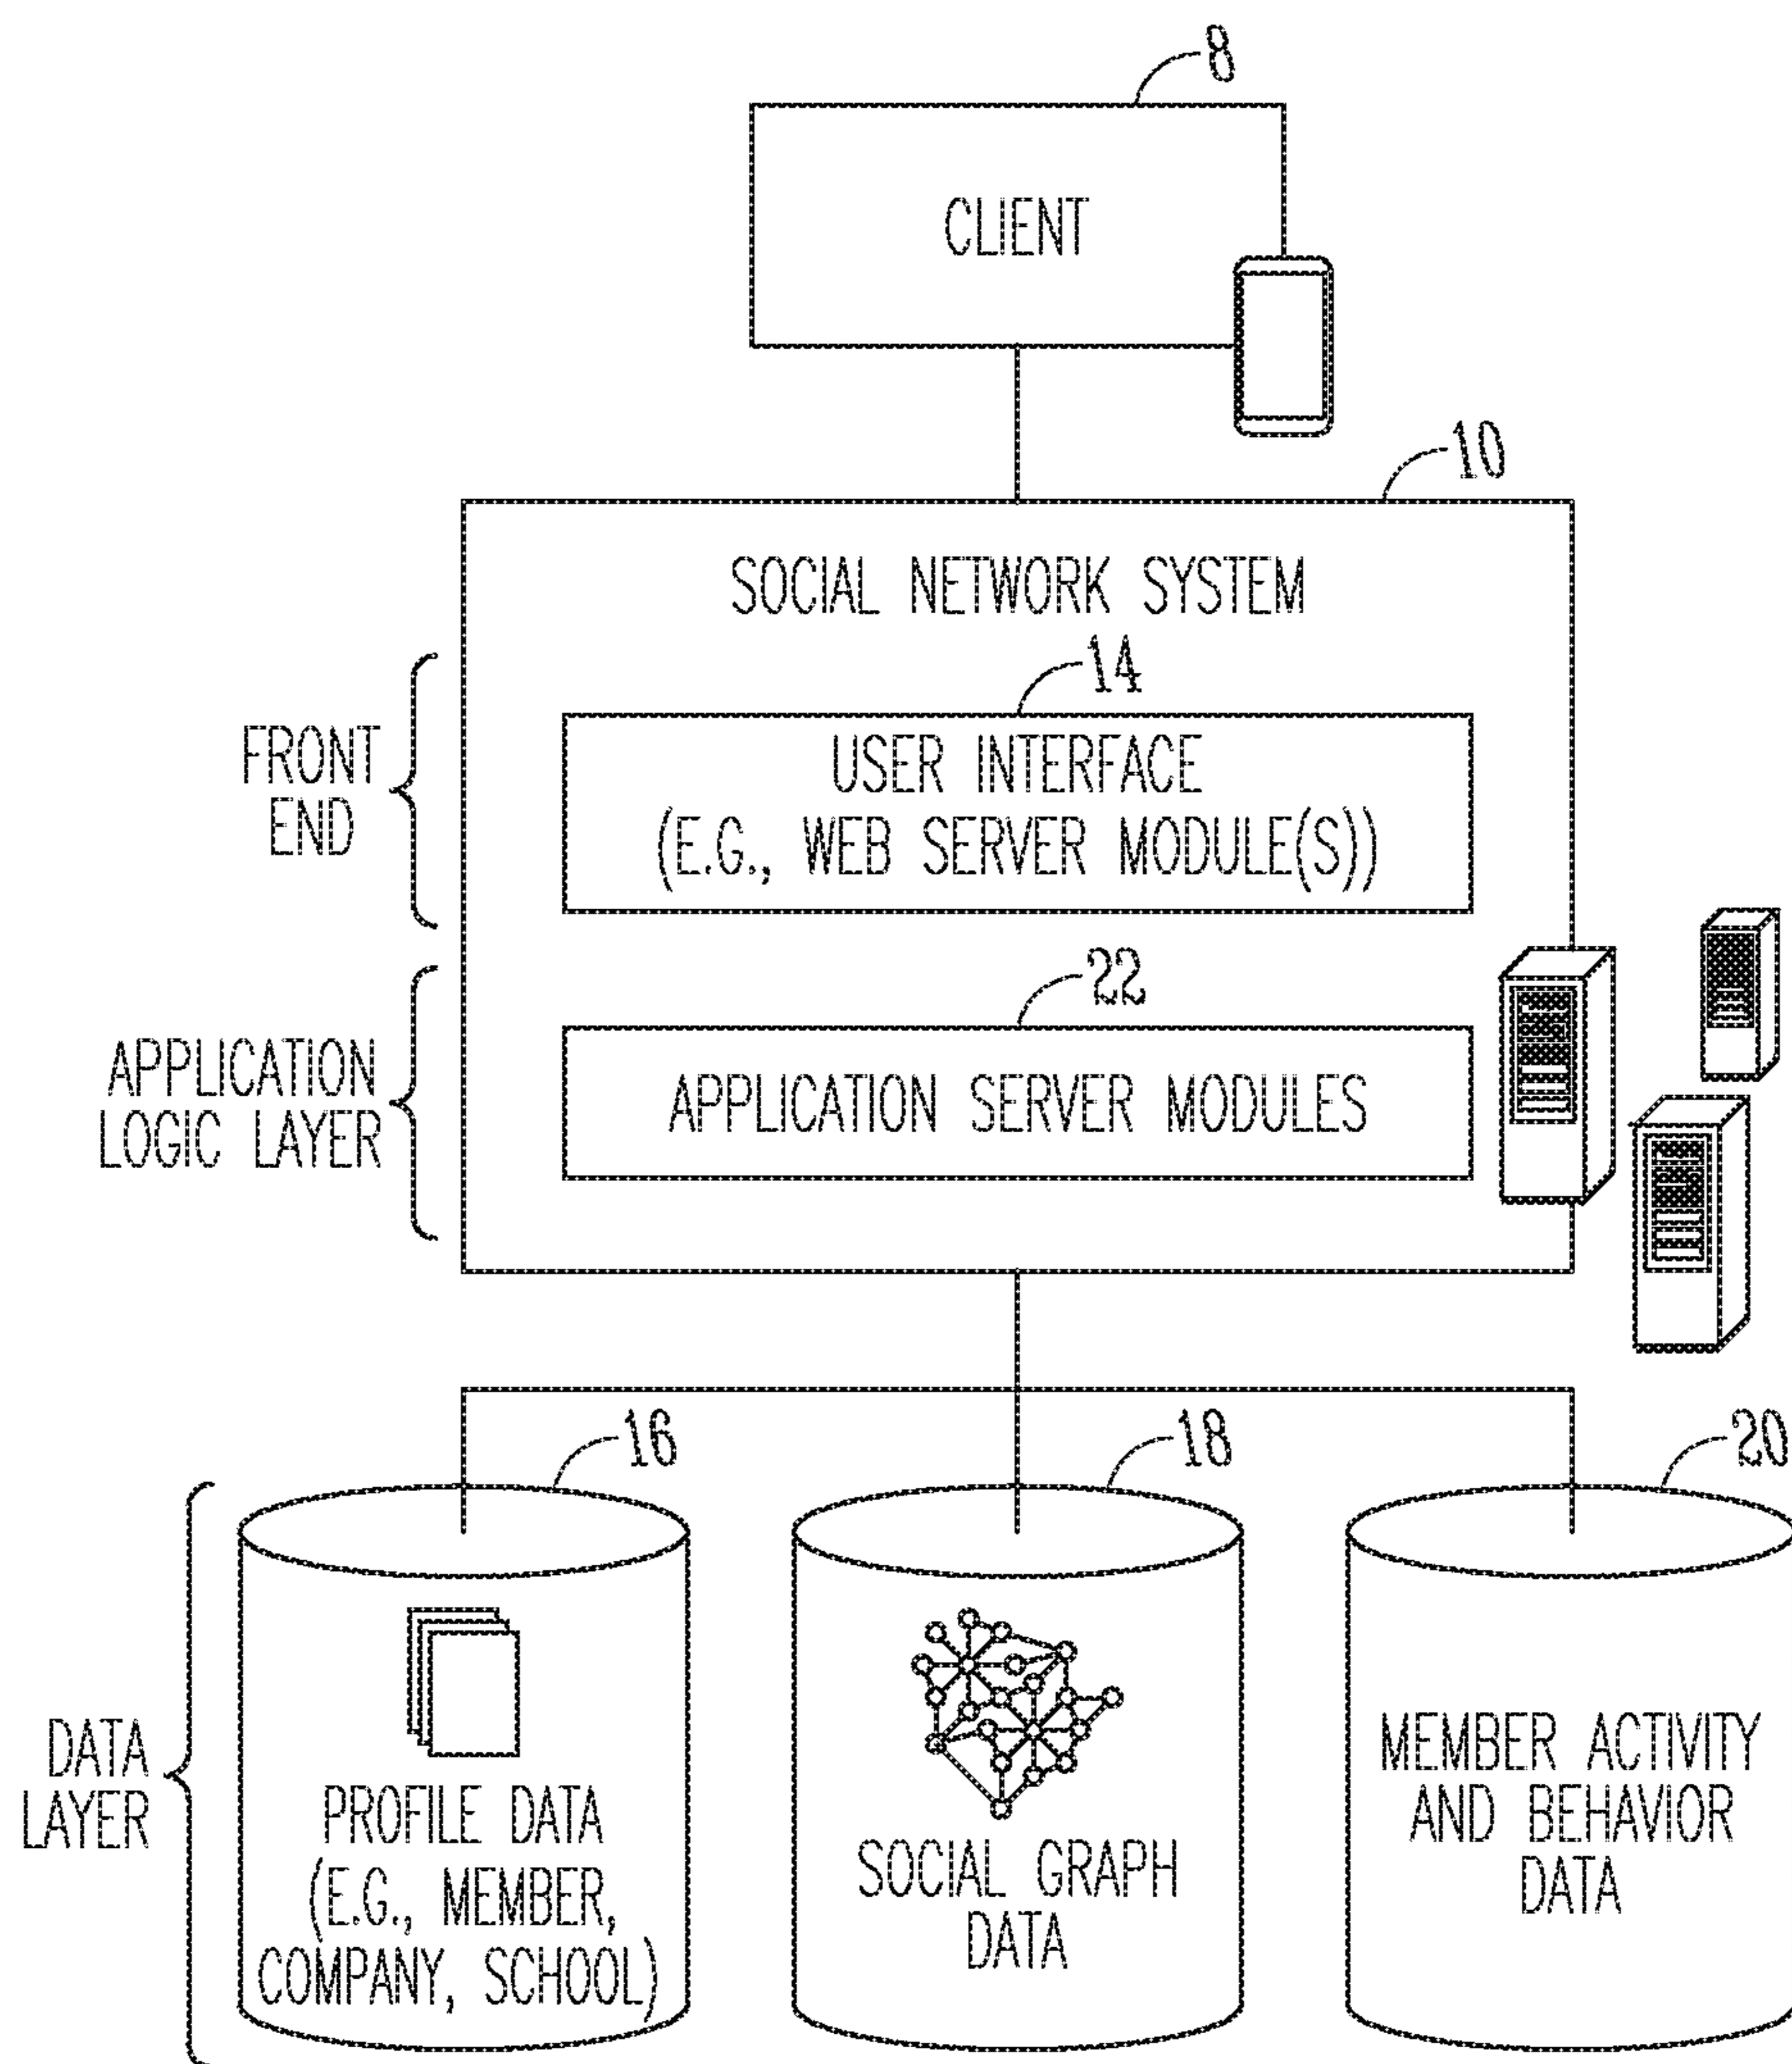 8
CLIENT
10
SOCIAL NETWORK SYSTEM
14
FRONT
END
USER INTERFACE
(E.G., WEB SERVER MODULE(S))
22
APPLICATION
LOGIC LAYER
APPLICATION SERVER MODULES
16
18
20
DATA
LAYER
PROFILE DATA
(E.G., MEMBER,
COMPANY, SCHOOL)
SOCIAL GRAPH
DATA
MEMBER ACTIVITY
AND BEHAVIOR
DATA